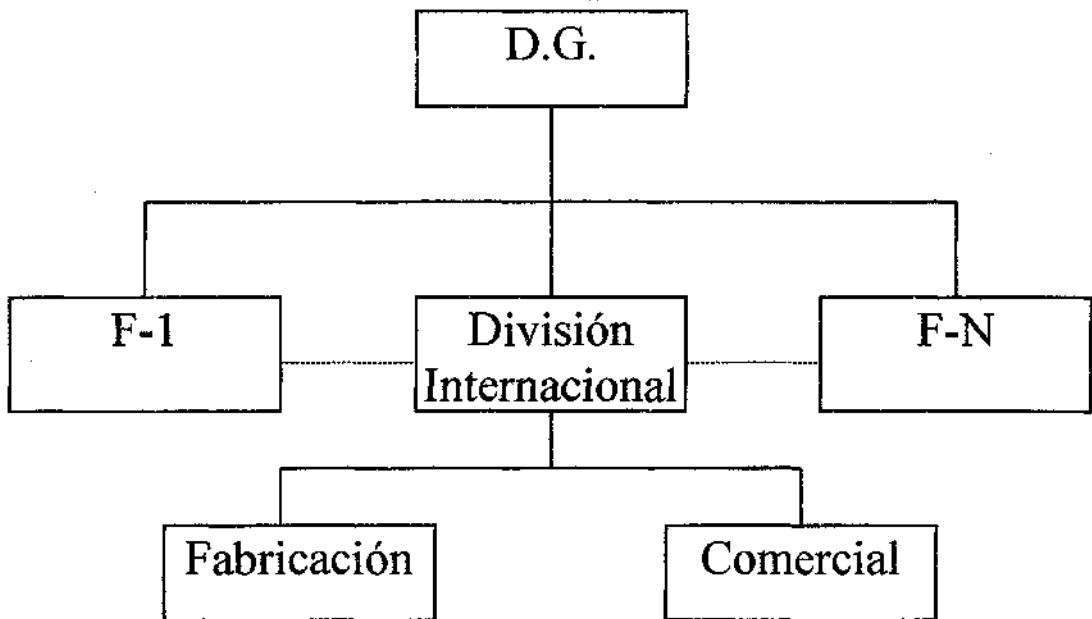 D.G.
F-1
División
Internacional
F-N
Fabricación
Comercial